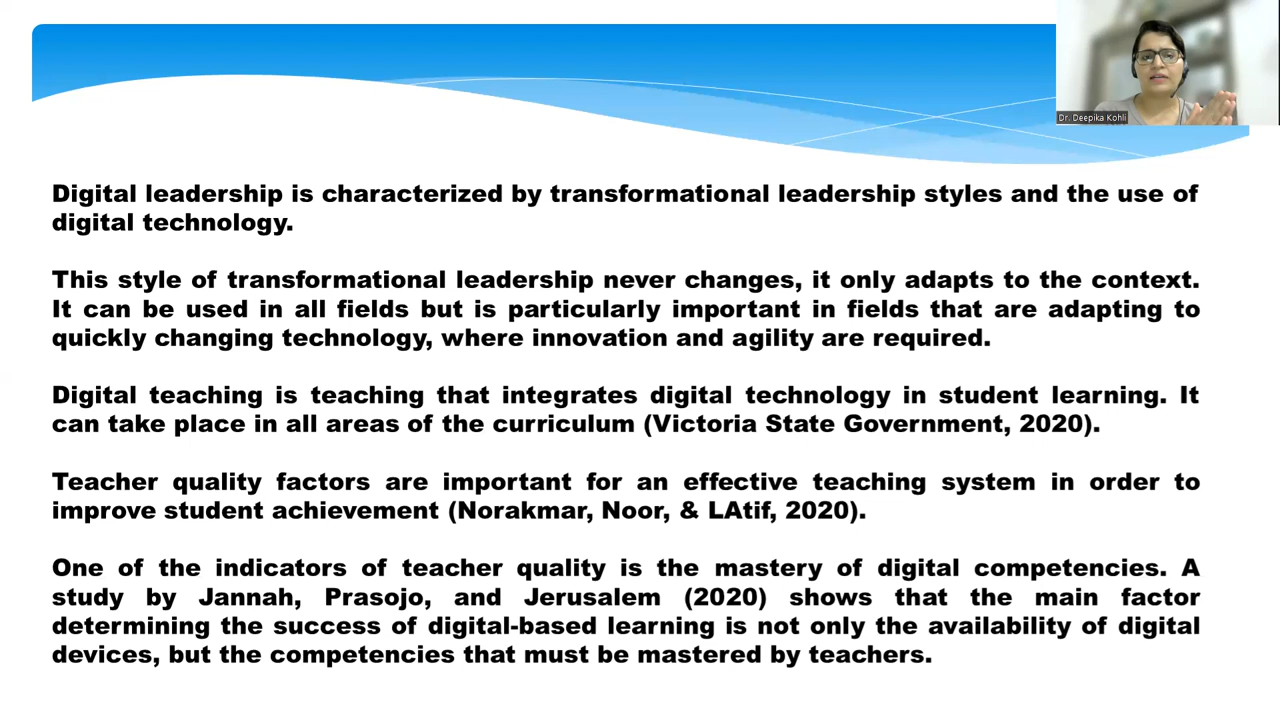 Dr. Deepika Kohli
Digital leadership is characterized by transformational leadership styles and the use of
digital technology.
This style of transformational leadership never changes, it only adapts to the context.
It can be used in all fields but is particularly important in fields that are adapting to
quickly changing technology, where innovation and agility are required.
Digital teaching is teaching that integrates digital technology in student learning. It
can take place in all areas of the curriculum (Victoria State Government, 2020).
Teacher quality factors are important for an effective teaching system in order to
improve student achievement (Norakmar, Noor, & LAtif, 2020).
One of the indicators of teacher quality is the mastery of digital competencies. A
study by Jannah, Prasojo, and Jerusalem (2020) shows that the main factor
determining the success of digital-based learning is not only the availability of digital
devices, but the competencies that must be mastered by teachers.